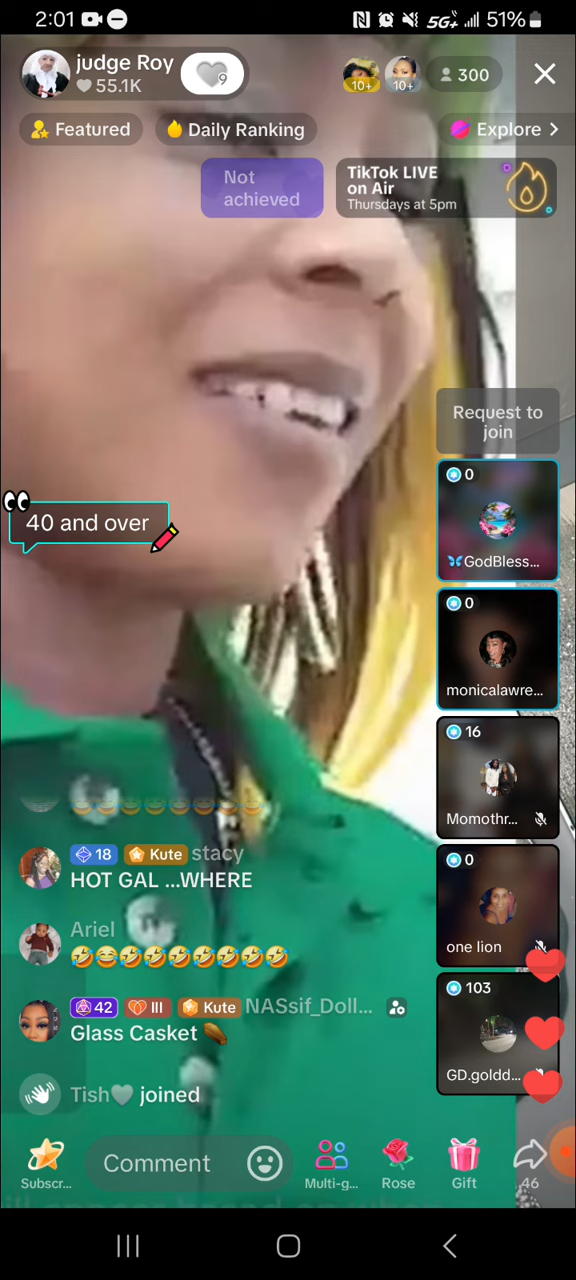 2:01
5G+
51%
judge Roy
55.1K
9
10+
10+
300
Featured
Daily Ranking
Explore >
Not
achieved
TikTok LIVE
on Air
Thursdays at 5pm
Request to
join
0
GodBless...
40 and over
0
monicalawre...
16
Momothr...
0
one lion
103
GD.goldd...
18 Kute stacy
HOT GAL ...WHERE
Ariel
42 III Kute NASsif_Doll...
Glass Casket
Tish joined
Comment
Subscr...
Multi-g...
Rose
Gift
46